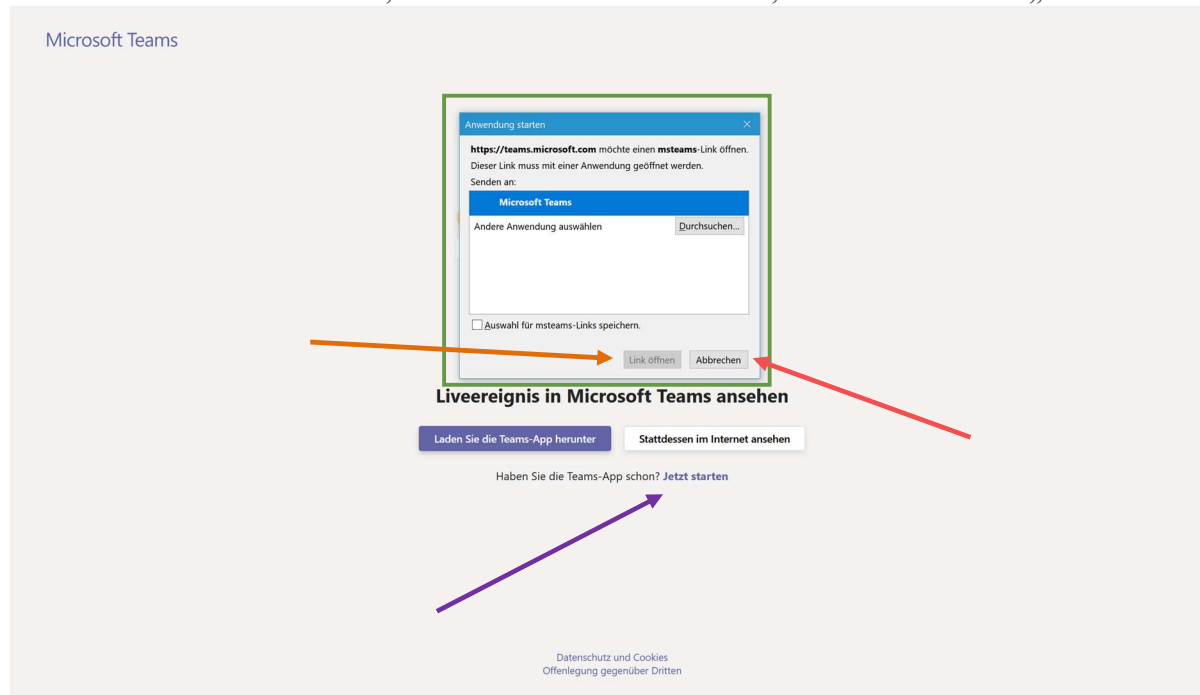 Microsoft Teams
Anwendung starten
https://teams.microsoft.com möchte einen msteams-Link öffnen.
Dieser Link muss mit einer Anwendung geöffnet werden.
Senden an:
Microsoft Teams
Andere Anwendung auswählen Durchsuchen...
Auswahl für msteams-Links speichern.
Link öffnen Abbrechen
Liveereignis in Microsoft Teams ansehen
Laden Sie die Teams-App herunter Stattdessen im Internet ansehen
Haben Sie die Teams-App schon? Jetzt starten
Datenschutz und Cookies
Offenlegung gegenüber Dritten